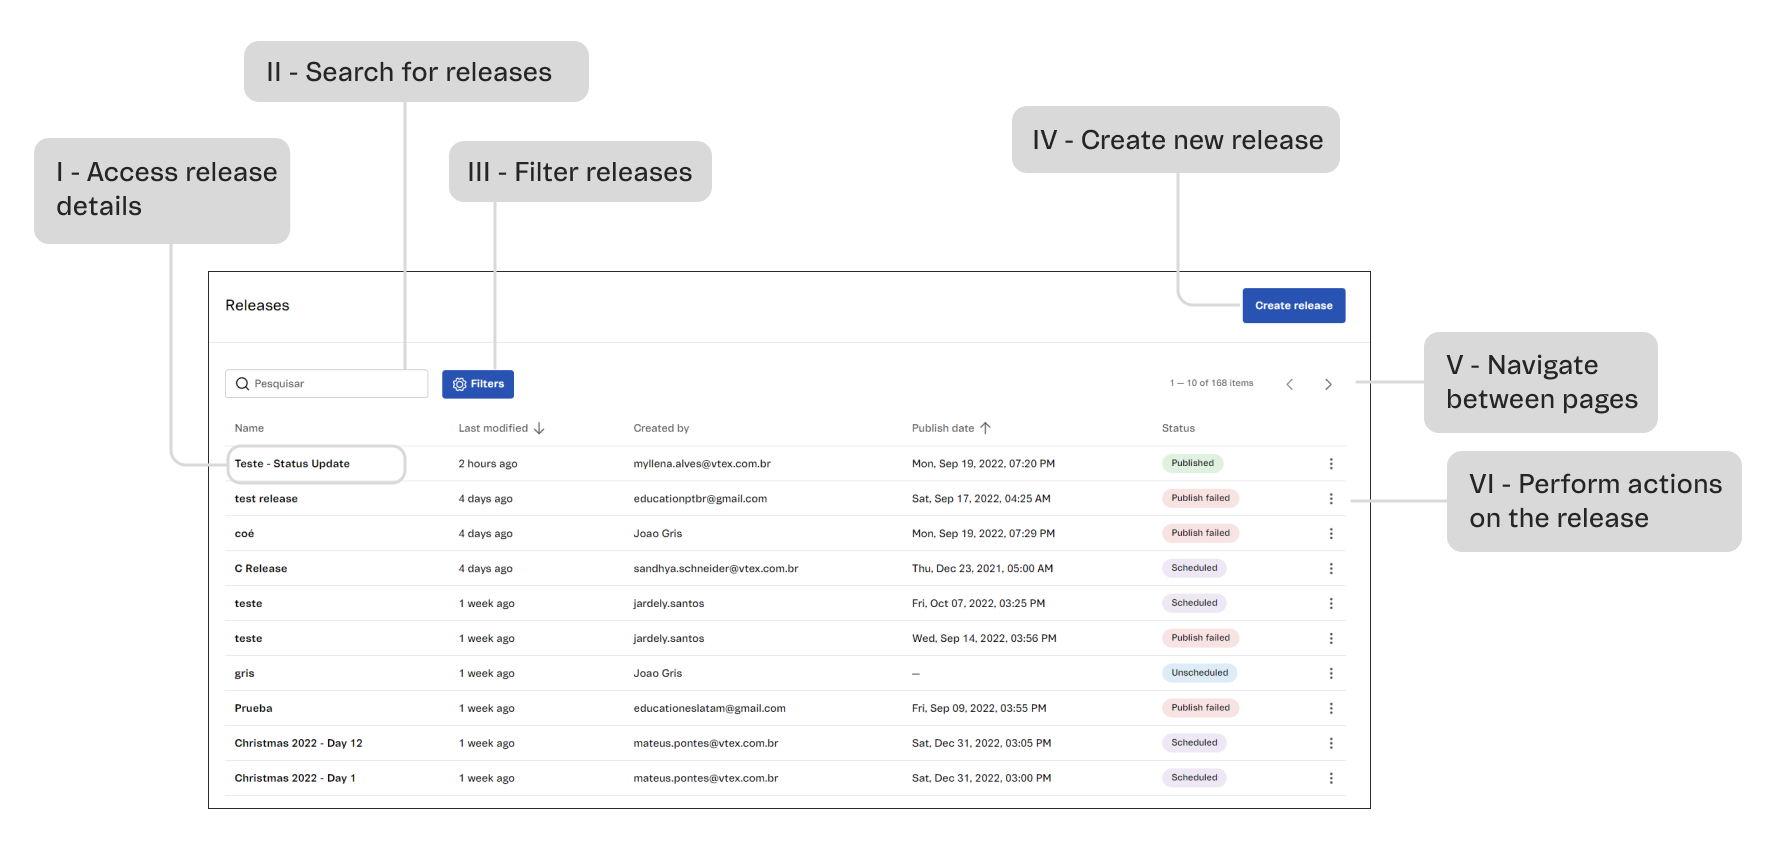 II - Search for releases
I - Access release
details
III - Filter releases
IV - Create new release
Releases
Create release
V - Navigate
between pages
Pesquisar
Filters
1 — 10 of 168 items
Name Last modified Created by Publish date Status
Teste - Status Update 2 hours ago myllena.alves@vtex.com.br Mon, Sep 19, 2022, 07:20 PM Published
VI - Perform actions
on the release
test release 4 days ago educationptbr@gmail.com Sat, Sep 17, 2022, 04:25 AM Publish failed
coé 4 days ago Joao Gris Mon, Sep 19, 2022, 07:29 PM Publish failed
C Release 4 days ago sandhya.schneider@vtex.com.br Thu, Dec 23, 2021, 05:00 AM Scheduled
teste 1 week ago jardely.santos Fri, Oct 07, 2022, 03:25 PM Scheduled
teste 1 week ago jardely.santos Wed, Sep 14, 2022, 03:56 PM Publish failed
gris 1 week ago Joao Gris — Unscheduled
Prueba 1 week ago educationeslatam@gmail.com Fri, Sep 09, 2022, 03:55 PM Publish failed
Christmas 2022 - Day 12 1 week ago mateus.pontes@vtex.com.br Sat, Dec 31, 2022, 03:05 PM Scheduled
Christmas 2022 - Day 1 1 week ago mateus.pontes@vtex.com.br Sat, Dec 31, 2022, 03:00 PM Scheduled